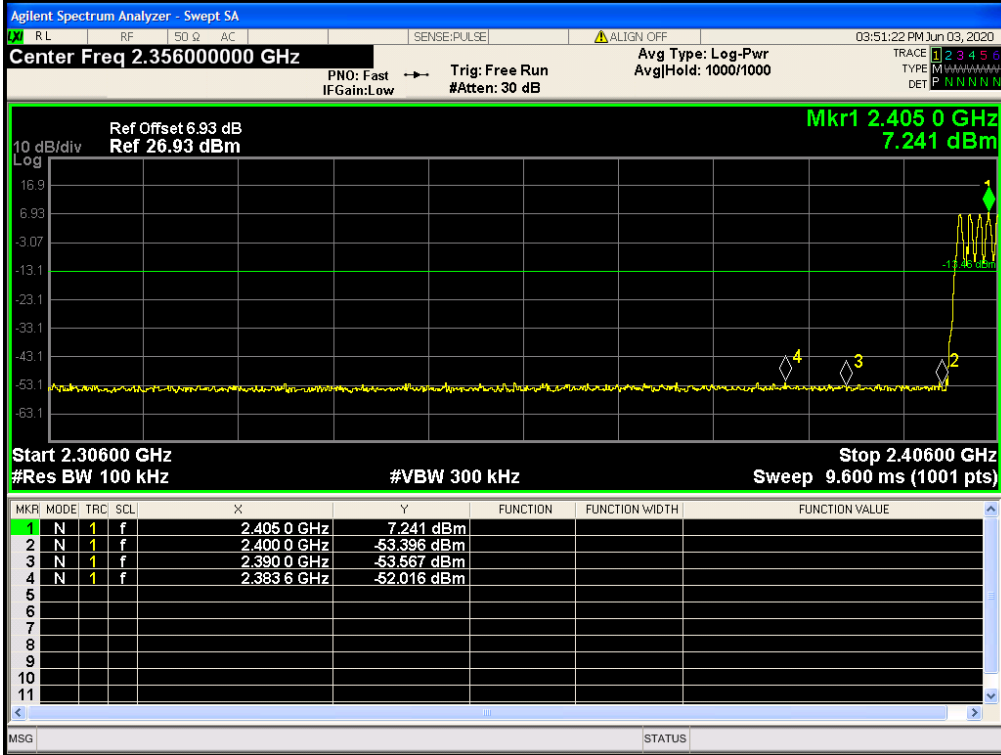 Agilent Spectrum Analyzer - Swept SA
LXI RL RF 50 Ω AC SENSE:PULSE ALIGN OFF 03:51:22 PM Jun 03, 2020
Center Freq 2.356000000 GHz
PNO: Fast
IFGain:Low
Trig: Free Run
#Atten: 30 dB
Avg Type: Log-Pwr
Avg|Hold: 1000/1000
TRACE 1 2 3 4 5 6
TYPE M
DET P N N N N N
Mkr1 2.405 0 GHz
7.241 dBm
Ref Offset 6.93 dB
10 dB/div Ref 26.93 dBm
Log
16.9
6.93
-3.07
-13.1
-23.1
-33.1
-43.1
-53.1
-63.1
1
-13.46 dBm
4
3
2
Start 2.30600 GHz Stop 2.40600 GHz
#Res BW 100 kHz #VBW 300 kHz Sweep 9.600 ms (1001 pts)
MKR MODE TRC SCL X Y FUNCTION FUNCTION WIDTH FUNCTION VALUE
1 N 1 f 2.405 0 GHz 7.241 dBm
2 N 1 f 2.400 0 GHz -53.396 dBm
3 N 1 f 2.390 0 GHz -53.567 dBm
4 N 1 f 2.383 6 GHz -52.016 dBm
5
6
7
8
9
10
11
MSG STATUS